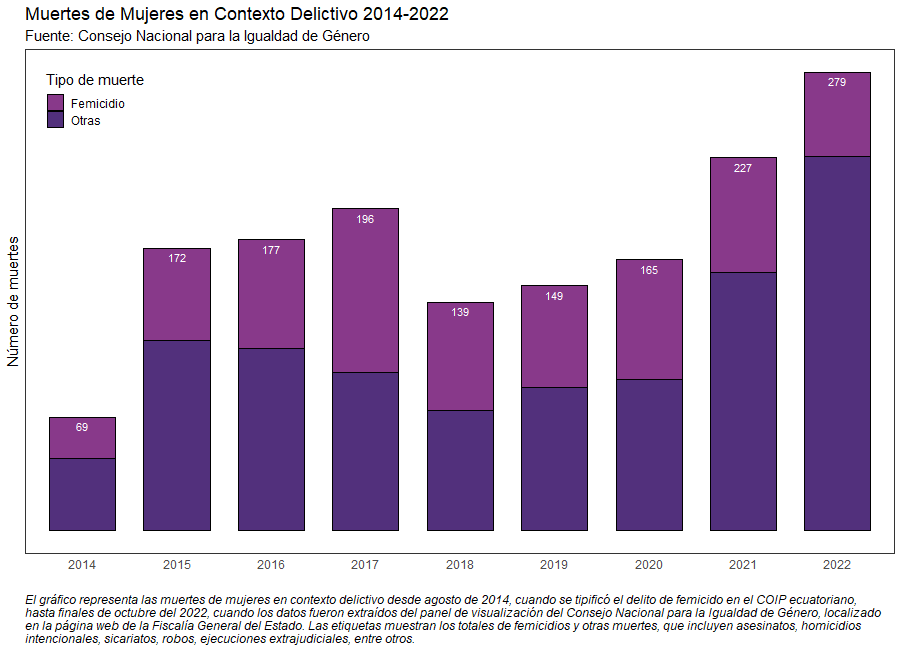 Muertes de Mujeres en Contexto Delictivo 2014-2022
Fuente: Consejo Nacional para la Igualdad de Género
Tipo de muerte
Femicidio
Otras
Número de muertes
69
172
177
196
139
149
165
227
279
2014
2015
2016
2017
2018
2019
2020
2021
2022
El gráfico representa las muertes de mujeres en contexto delictivo desde agosto de 2014, cuando se tipificó el delito de femicido en el COIP ecuatoriano,
hasta finales de octubre del 2022, cuando los datos fueron extraídos del panel de visualización del Consejo Nacional para la Igualdad de Género, localizado
en la página web de la Fiscalía General del Estado. Las etiquetas muestran los totales de femicidios y otras muertes, que incluyen asesinatos, homicidios
intencionales, sicariatos, robos, ejecuciones extrajudiciales, entre otros.